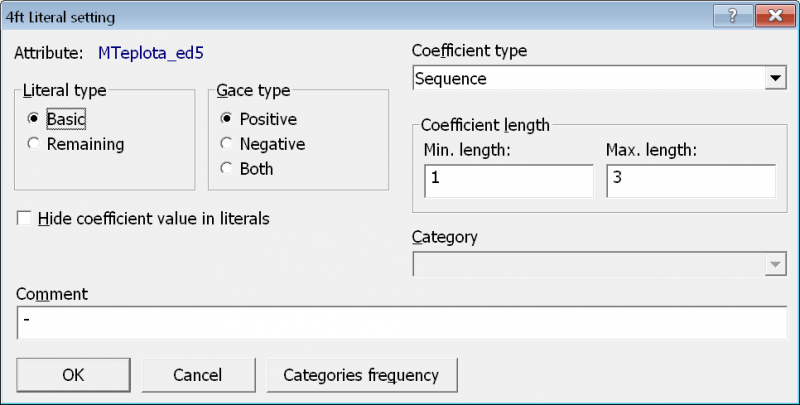 4ft Literal setting
?
Attribute: MTeplota_ed5
Literal type
Basic
Remaining
Gace type
Positive
Negative
Both
Hide coefficient value in literals
Coefficient type
Sequence
Coefficient length
Min. length:
1
Max. length:
3
Category
Comment
-
OK
Cancel
Categories frequency